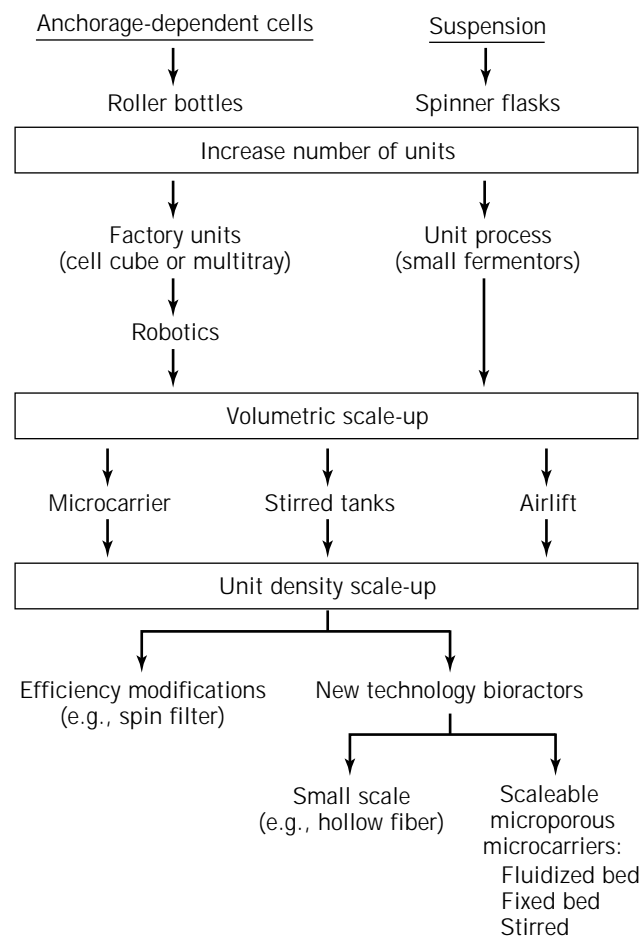 Anchorage-dependent cells
Suspension
Roller bottles
Spinner flasks
Increase number of units
Factory units
(cell cube or multitray)
Unit process
(small fermentors)
Robotics
Volumetric scale-up
Microcarrier
Stirred tanks
Airlift
Unit density scale-up
Efficiency modifications
(e.g., spin filter)
New technology bioractors
Small scale
(e.g., hollow fiber)
Scaleable
microporous
microcarriers:
Fluidized bed
Fixed bed
Stirred